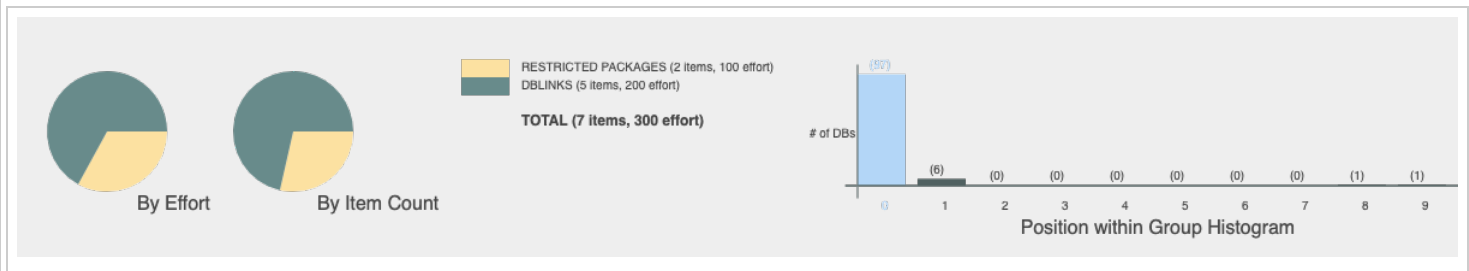 RESTRICTED PACKAGES (2 items, 100 effort)
DBLINKS (5 items, 200 effort)
TOTAL (7 items, 300 effort)
By Effort
By Item Count
# of DBs
(97)
(6)
(0)
(0)
(0)
(0)
(0)
(0)
(1)
(1)
0
1
2
3
4
5
6
7
8
9
Position within Group Histogram